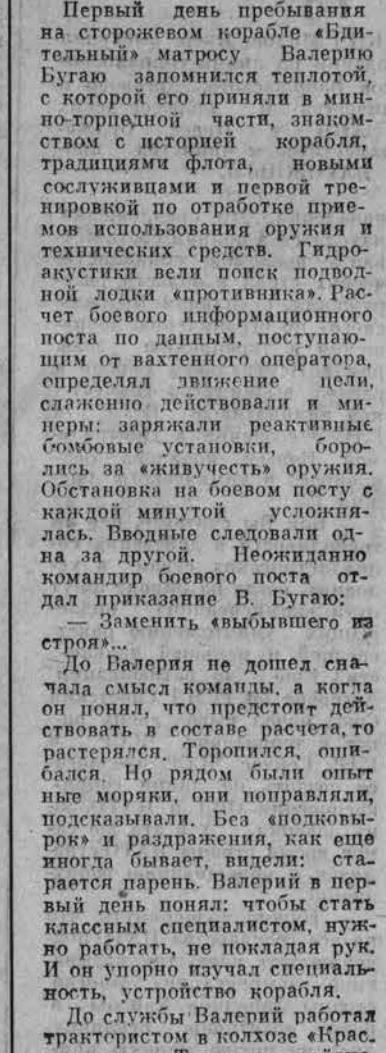 Первый день пребывания
на сторожевом корабле «Бди-
тельный» матросу Валерию
Бугаю запомнился теплотой,
с которой его приняли в мин-
но-торпедной части, знаком-
ством с историей корабля,
традициями флота, новыми
сослуживцами и первой тре-
нировкой по отработке прие-
мов использования оружия и
технических средств. Гидро-
акустики вели поиск подвод-
ной лодки «противника». Рас-
чет боевого информационного
поста по данным, поступаю-
щим от вахтенного оператора,
определял движение цели,
слаженно действовали и ми-
неры: заряжали реактивные
бомбовые установки, боро-
лись за «живучесть» оружия.
Обстановка на боевом посту с
каждой минутой усложня-
лась. Вводные следовали од-
на за другой. Неожиданно
командир боевого поста от-
дал приказание В. Бугаю:
— Заменить «выбывшего из
строя»...
До Валерия не дошел сна-
чала смысл команды, а когда
он понял, что предстоит дей-
ствовать в составе расчета, то
растерялся. Торопился, оши-
бался. Но рядом были опыт
ные моряки, они поправляли,
подсказывали. Без «подковы-
рок» и раздражения, как еще
иногда бывает, видели: ста-
рается парень. Валерий в пер-
вый день понял: чтобы стать
классным специалистом, нуж-
но работать, не покладая рук.
И он упорно изучал специаль-
ность, устройство корабля.
До службы Валерий работал
трактористом в колхозе «Крас-